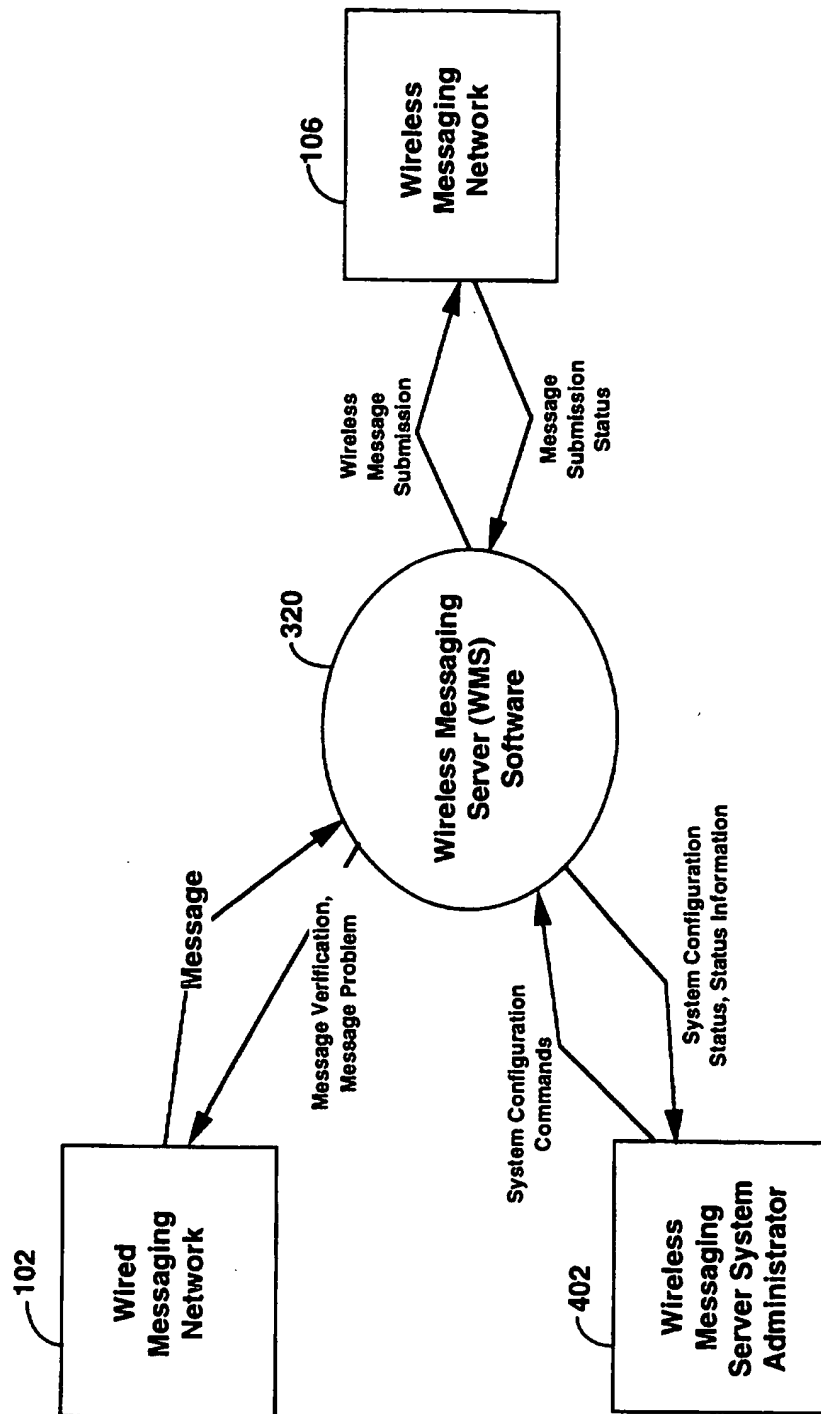 102
Wired
Messaging
Network
Message
Message Verification,
Message Problem
320
Wireless Messaging
Server (WMS)
Software
Wireless
Message
Submission
Message
Submission
Status
106
Wireless
Messaging
Network
System Configuration
Commands
System Configuration
Status, Status Information
402
Wireless
Messaging
Server System
Administrator